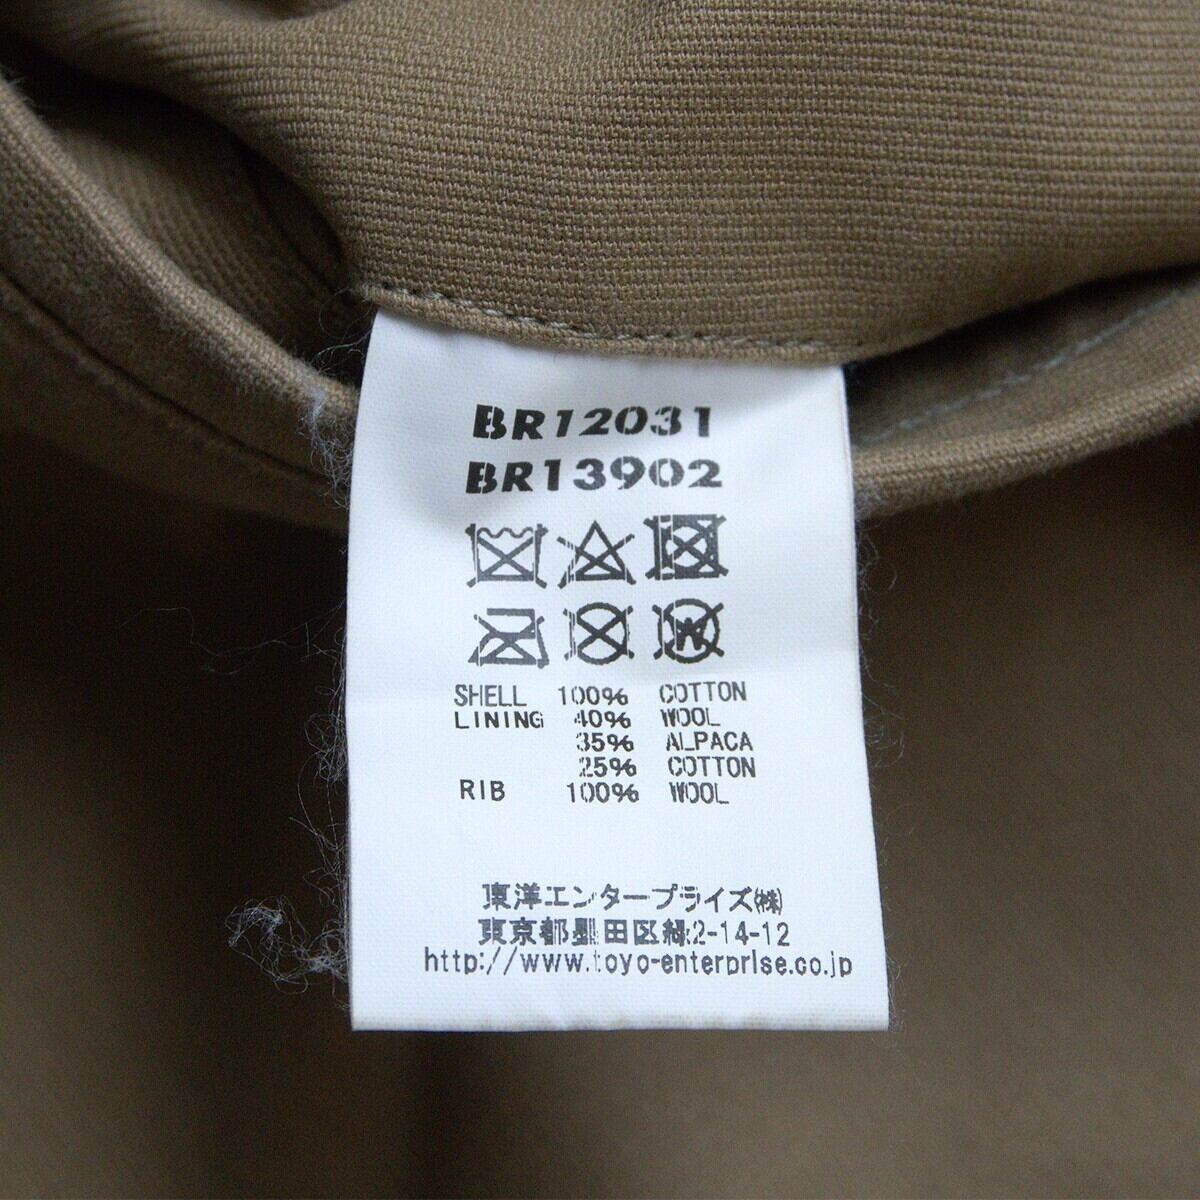 BR12031
BR13902
SHELL 100% COTTON
LINING 40% WOOL
35% ALPACA
25% COTTON
RIB 100% WOOL
東洋エンタープライズ㈱
東京都墨田区緑2-14-12
http://www.toyo-enterprise.co.jp